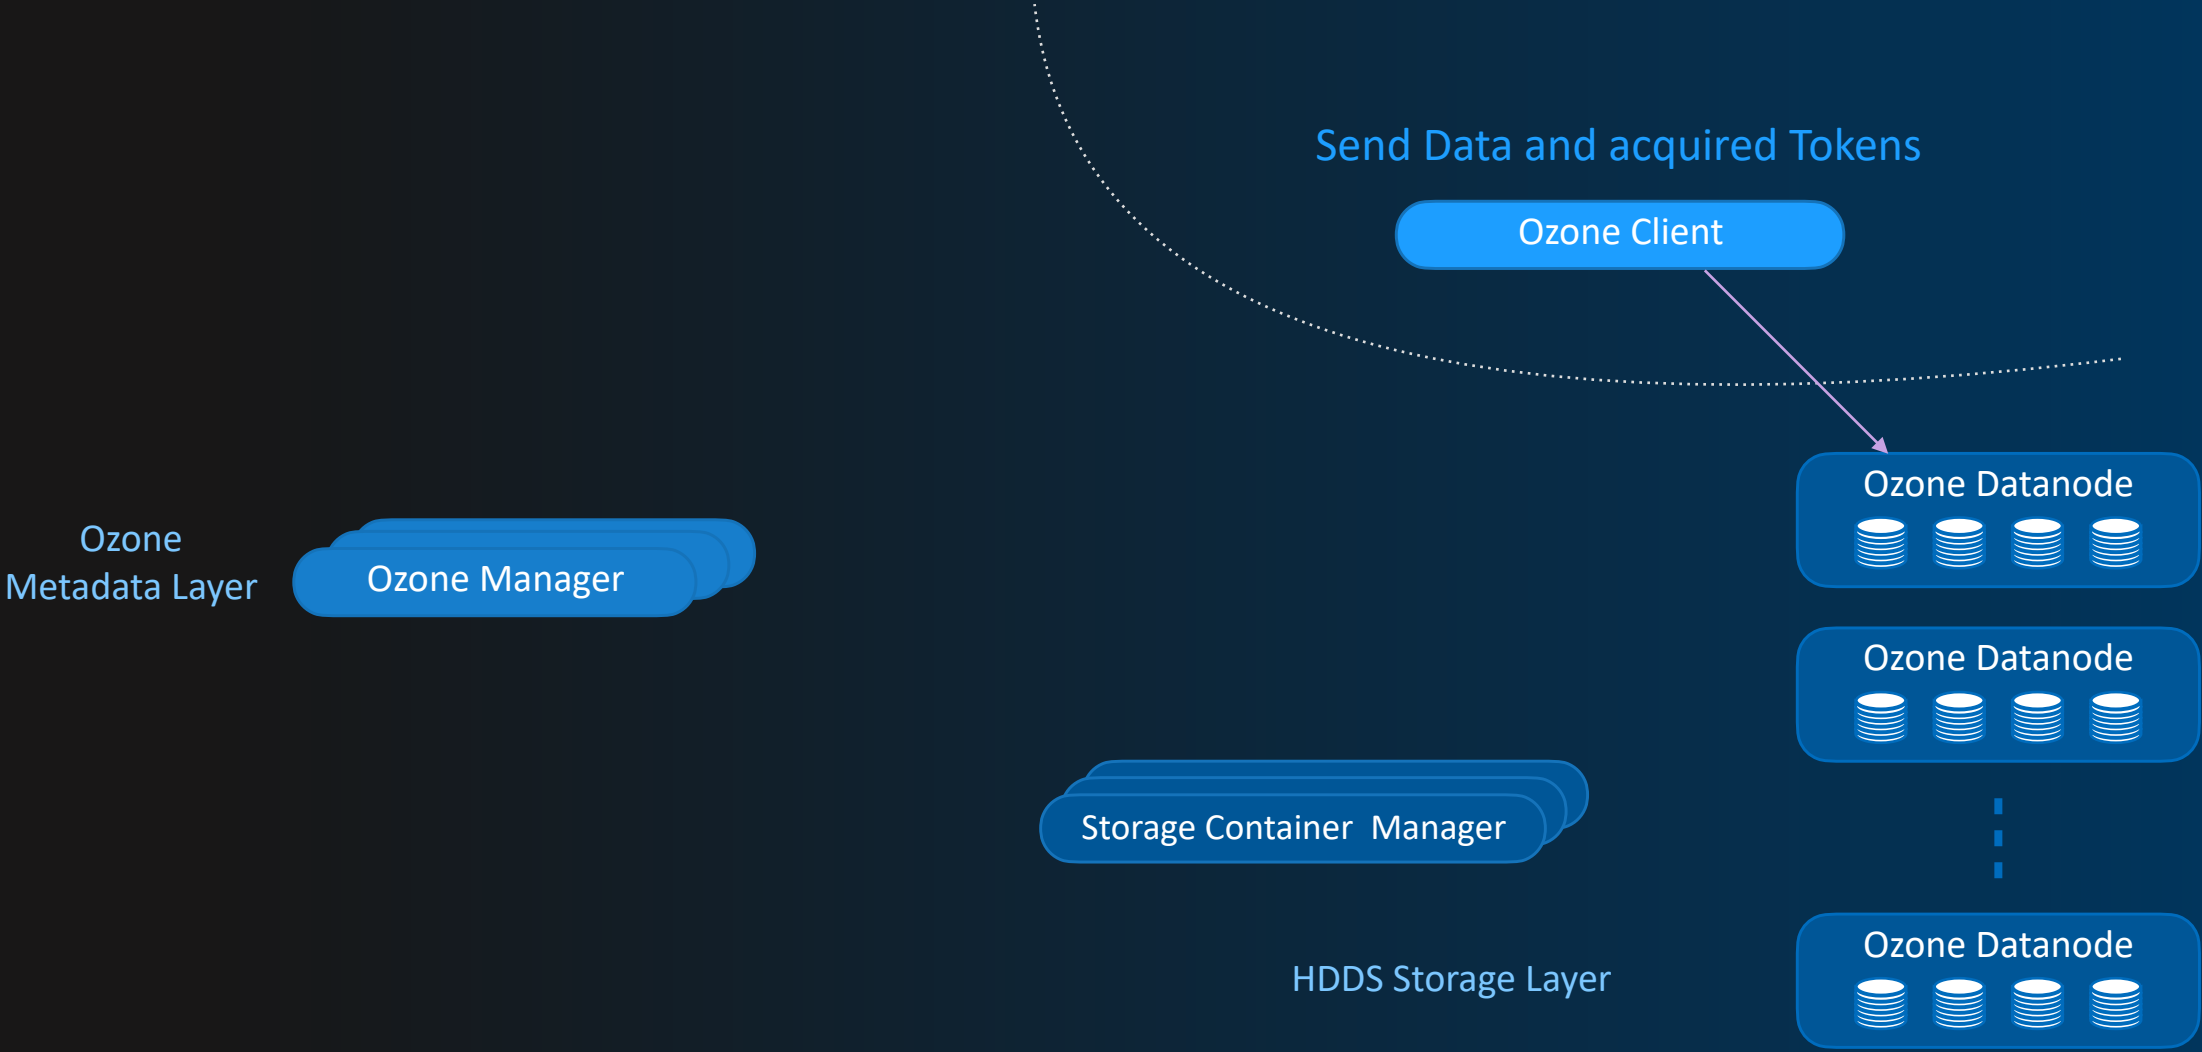 Send Data and acquired Tokens
Ozone Client
Ozone Datanode
Ozone
Metadata Layer
Ozone Manager
Ozone Datanode
Storage Container  Manager
Ozone Datanode
HDDS Storage Layer